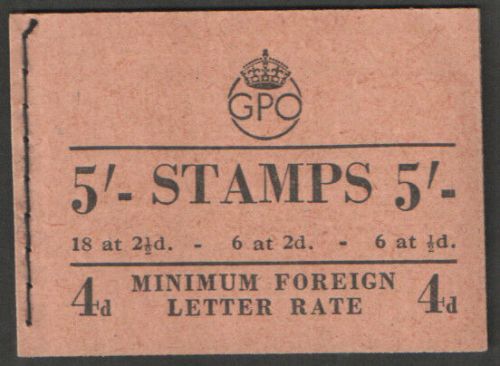 GPO
5'- STAMPS 5'-
18 at 2½d. - 6 at 2d. - 6 at ½d.
4d MINIMUM FOREIGN LETTER RATE 4d